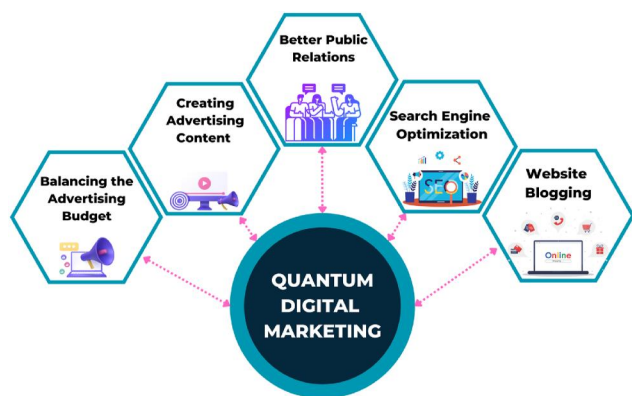 Better Public
Relations
Creating
Advertising
Content
Search Engine
Optimization
SEO
Balancing the
Advertising
Budget
Website
Blogging
Online
QUANTUM
DIGITAL
MARKETING